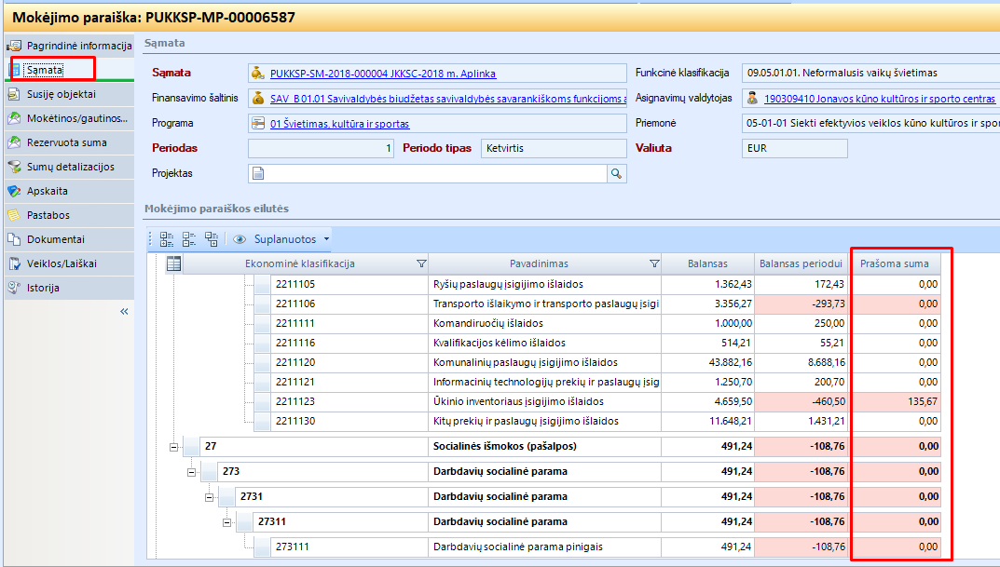 Mokėjimo paraiška: PUKKSP-MP-00006587
Pagrindinė informacija
Sąmata
Susiję objektai
Mokėtinos/gautinos...
Rezervuota suma
Sumų detalizacijos
Apskaita
Pastabos
Dokumentai
Veiklos/Laiškai
Istorija
«
Sąmata
Sąmata PUKKSP-SM-2018-000004 JKKSC-2018 m. Aplinka Funkcinė klasifikacija 09.05.01.01. Neformalusis vaikų švietimas
Finansavimo šaltinis SAV_B 01.01 Savivaldybės biudžetas savivaldybės savarankiškoms funkcijoms Asignavimų valdytojas 190309410 Jonavos kūno kultūros ir sporto centras
Programa 01 Švietimas, kultūra ir sportas Priemonė 05-01-01 Siekti efektyvios veiklos kūno kultūros ir spor
Periodas 1 Periodo tipas Ketvirtis Valiuta EUR
Projektas
Mokėjimo paraiškos eilutės
Suplanuotos
Ekonominė klasifikacija Pavadinimas Balansas Balansas periodui Prašoma suma
2211105 Ryšių paslaugų įsigijimo išlaidos 1.362,43 172,43 0,00
2211106 Transporto išlaikymo ir transporto paslaugų įsigi 3.356,27 -293,73 0,00
2211111 Komandiruočių išlaidos 1.000,00 250,00 0,00
2211116 Kvalifikacijos kėlimo išlaidos 514,21 55,21 0,00
2211120 Komunalinių paslaugų įsigijimo išlaidos 43.882,16 8.688,16 0,00
2211121 Informacinių technologijų prekių ir paslaugų įsig 1.250,70 200,70 0,00
2211123 Ūkinio inventoriaus įsigijimo išlaidos 4.659,50 -460,50 135,67
2211130 Kitų prekių ir paslaugų įsigijimo išlaidos 11.648,21 1.431,21 0,00
27 Socialinės išmokos (pašalpos) 491,24 -108,76 0,00
273 Darbdavių socialinė parama 491,24 -108,76 0,00
2731 Darbdavių socialinė parama 491,24 -108,76 0,00
27311 Darbdavių socialinė parama 491,24 -108,76 0,00
273111 Darbdavių socialinė parama pinigais 491,24 -108,76 0,00